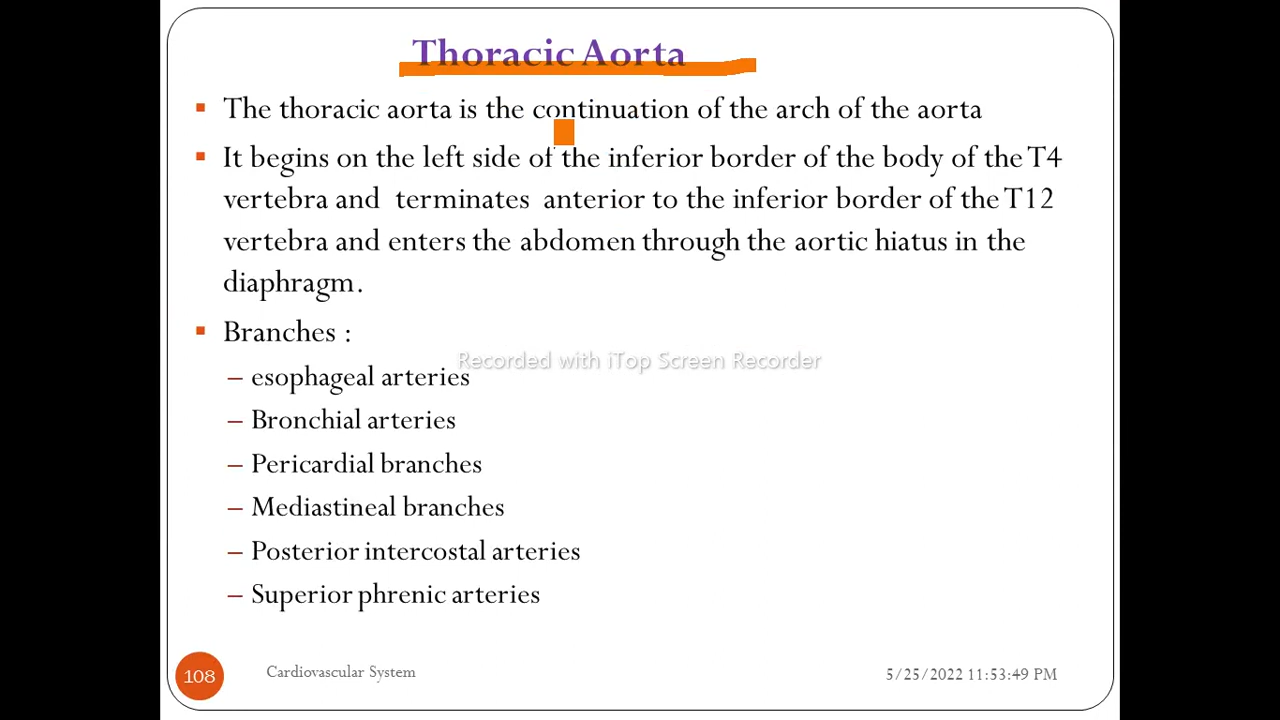 Thoracic Aorta
▪ The thoracic aorta is the continuation of the arch of the aorta
▪ It begins on the left side of the inferior border of the body of the T4
vertebra and terminates anterior to the inferior border of the T12
vertebra and enters the abdomen through the aortic hiatus in the
diaphragm.
▪ Branches :
Recorded with iTop Screen Recorder
– esophageal arteries
– Bronchial arteries
– Pericardial branches
– Mediastineal branches
– Posterior intercostal arteries
– Superior phrenic arteries
108 Cardiovascular System 5/25/2022 11:53:49 PM